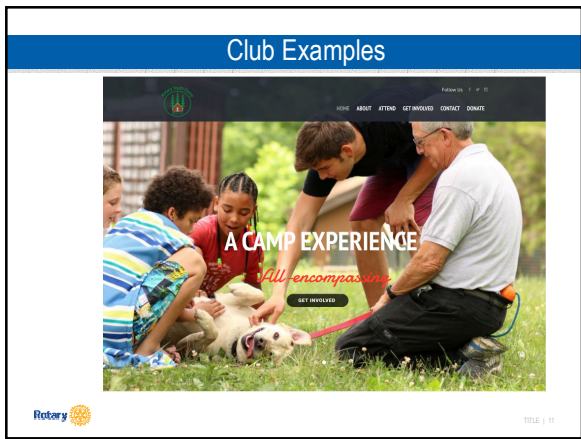 Club Examples
Follow Us
HOME ABOUT ATTEND GET INVOLVED CONTACT DONATE
A CAMP EXPERIENCE
All-encompassing
GET INVOLVED
Rotary
TITLE | 11